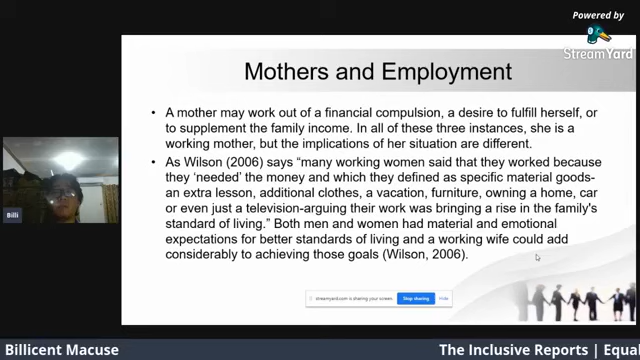 Powered by
StreamYard
Mothers and Employment
• A mother may work out of a financial compulsion, a desire to fulfill herself, or
to supplement the family income. In all of these three instances, she is a
working mother, but the implications of her situation are different.
• As Wilson (2006) says “many working women said that they worked because
they ‘needed’ the money and which they defined as specific material goods-
an extra lesson, additional clothes, a vacation, furniture, owning a home, car
or even just a television-arguing their work was bringing a rise in the family's
standard of living.” Both men and women had material and emotional
expectations for better standards of living and a working wife could add
considerably to achieving those goals (Wilson, 2006).
Billi
streamyard.com is sharing your screen. Stop sharing Hide
Billicent Macuse
The Inclusive Reports | Equa